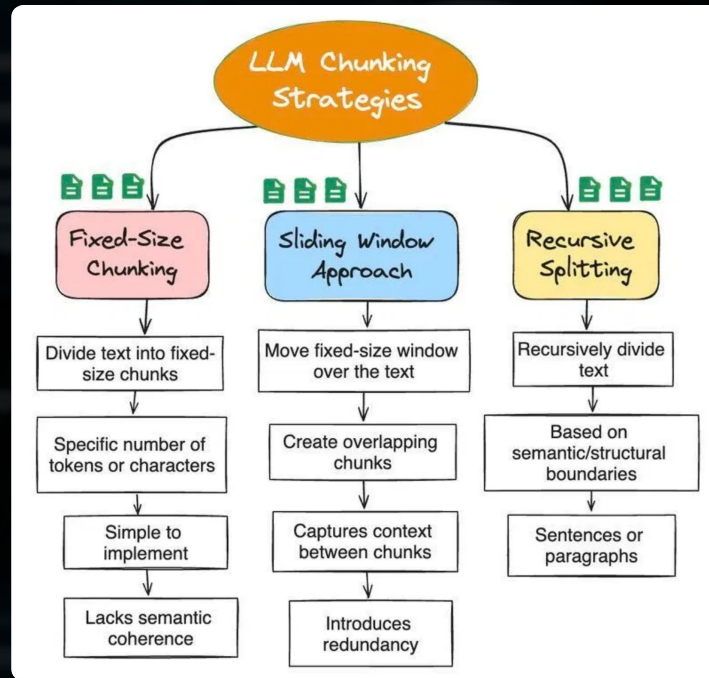 LLM Chunking
Strategies
Fixed-Size
Chunking
Divide text into fixed-
size chunks
Specific number of
tokens or characters
Simple to
implement
Lacks semantic
coherence
Sliding Window
Approach
Move fixed-size window
over the text
Create overlapping
chunks
Captures context
between chunks
Introduces
redundancy
Recursive
Splitting
Recursively divide
text
Based on
semantic/structural
boundaries
Sentences or
paragraphs